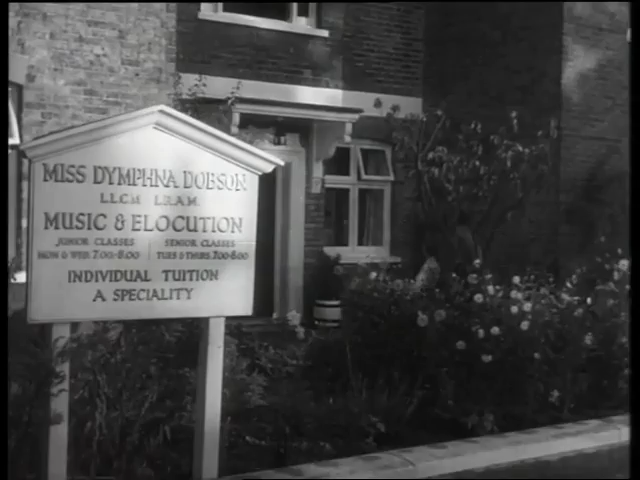 MISS DYMPHNA DOBSON
L.L.C.M. L.R.A.M.
MUSIC & ELOCUTION
JUNIOR CLASSES SENIOR CLASSES
MON & WED 7.00-8.00 TUES & THURS 7.00-8.00
INDIVIDUAL TUITION
A SPECIALITY